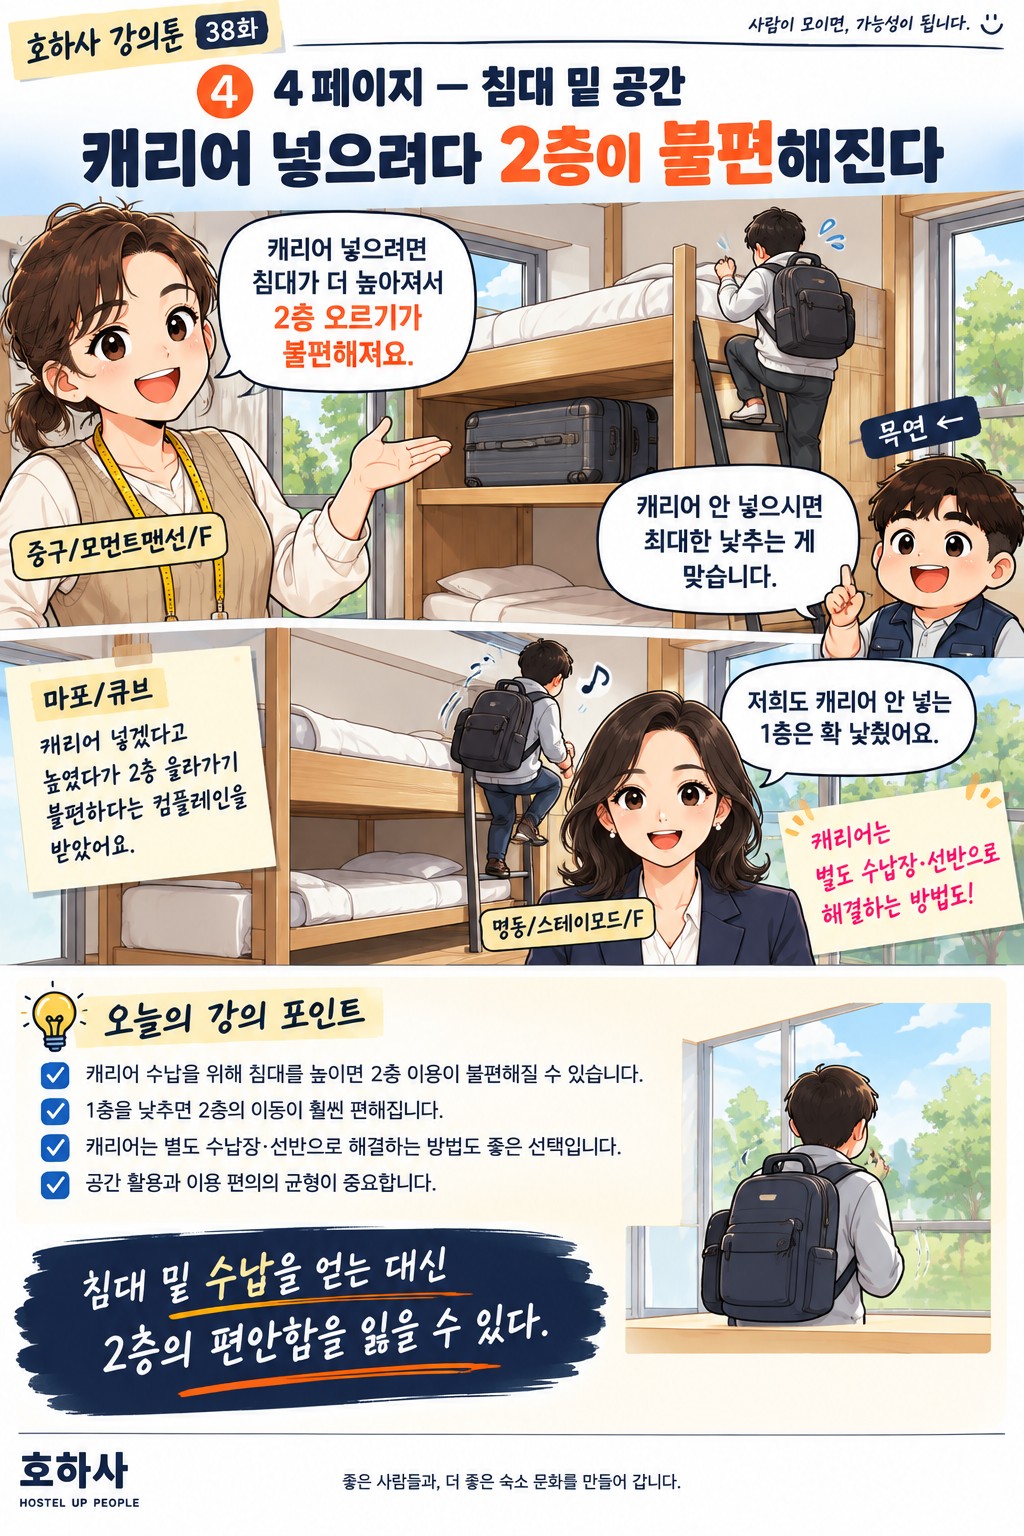 호하사 강의툰 38화
사람이 모이면, 가능성이 됩니다.
4 4 페이지 – 침대 밑 공간
캐리어 넣으려다 2층이 불편해진다
캐리어 넣으려면
침대가 더 높아져서
2층 오르기가
불편해져요.
중구/모먼트맨션/F
목연 ←
캐리어 안 넣으시면
최대한 낮추는 게
맞습니다.
마포/큐브
캐리어 넣겠다고
높였다가 2층 올라가기
불편하다는 컴플레인을
받았어요.
저희도 캐리어 안 넣는
1층은 확 낮췄어요.
명동/스테이모드/F
캐리어는
별도 수납장·선반으로
해결하는 방법도!
오늘의 강의 포인트
캐리어 수납을 위해 침대를 높이면 2층 이용이 불편해질 수 있습니다.
1층을 낮추면 2층의 이동이 훨씬 편해집니다.
캐리어는 별도 수납장·선반으로 해결하는 방법도 좋은 선택입니다.
공간 활용과 이용 편의의 균형이 중요합니다.
침대 밑 수납을 얻는 대신
2층의 편안함을 잃을 수 있다.
호하사
HOSTEL UP PEOPLE
좋은 사람들과, 더 좋은 숙소 문화를 만들어 갑니다.